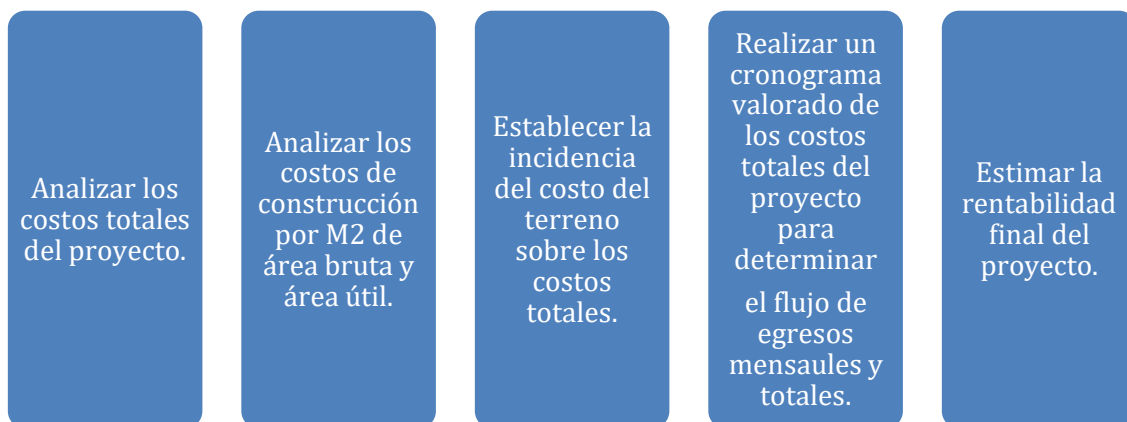 Analizar los
costos totales
del proyecto.
Analizar los
costos de
construcción
por M2 de
área bruta y
área útil.
Establecer la
incidencia
del costo del
terreno
sobre los
costos
totales.
Realizar un
cronograma
valorado de
los costos
totales del
proyecto
para
determinar
el flujo de
egresos
mensaules y
totales.
Estimar la
rentabilidad
final del
proyecto.